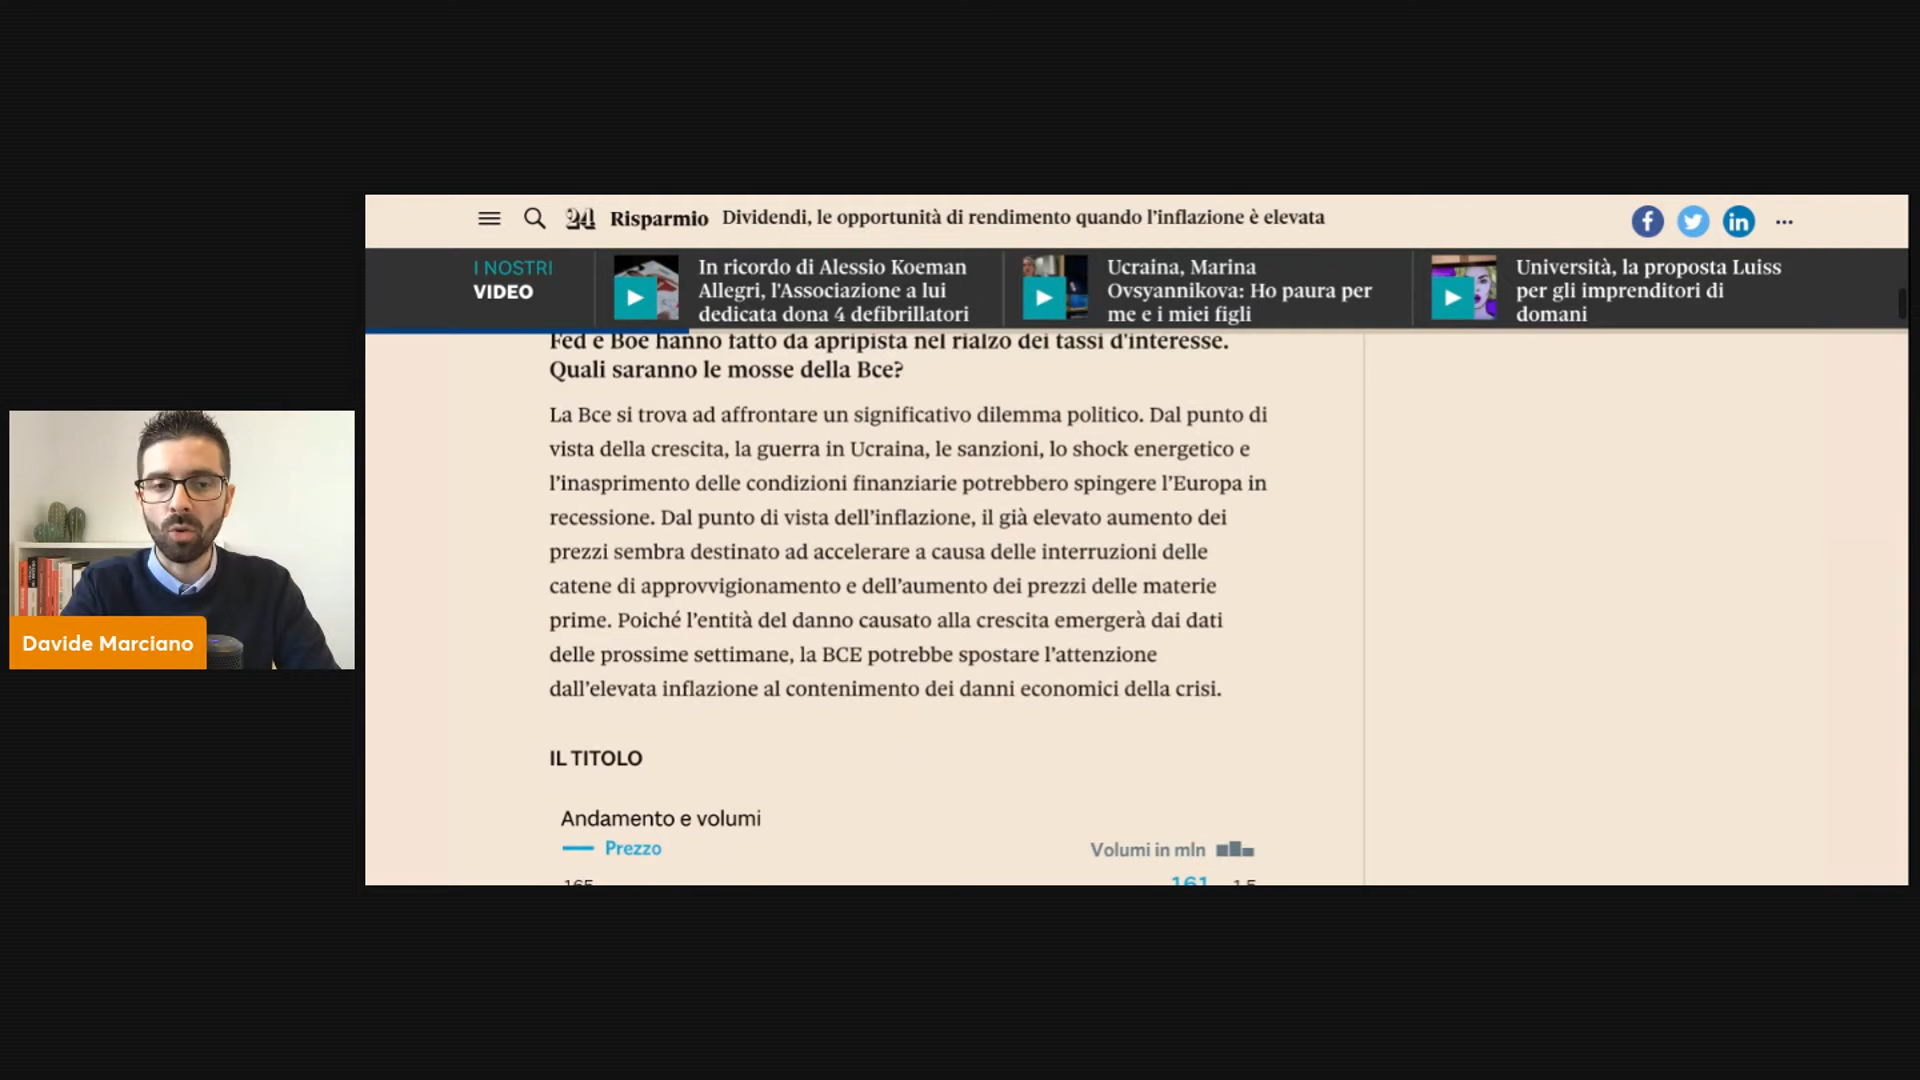 24 Risparmio Dividendi, le opportunità di rendimento quando l'inflazione è elevata
I NOSTRI
VIDEO
In ricordo di Alessio Koeman
Allegri, l'Associazione a lui
dedicata dona 4 defibrillatori
Ucraina, Marina
Ovsyannikova: Ho paura per
me e i miei figli
Università, la proposta Luiss
per gli imprenditori di
domani
Fed e Boe hanno fatto da apripista nel rialzo dei tassi d'interesse.
Quali saranno le mosse della Bce?
La Bce si trova ad affrontare un significativo dilemma politico. Dal punto di
vista della crescita, la guerra in Ucraina, le sanzioni, lo shock energetico e
l'inasprimento delle condizioni finanziarie potrebbero spingere l'Europa in
recessione. Dal punto di vista dell'inflazione, il già elevato aumento dei
prezzi sembra destinato ad accelerare a causa delle interruzioni delle
catene di approvvigionamento e dell'aumento dei prezzi delle materie
prime. Poiché l'entità del danno causato alla crescita emergerà dai dati
delle prossime settimane, la BCE potrebbe spostare l'attenzione
dall'elevata inflazione al contenimento dei danni economici della crisi.
IL TITOLO
Andamento e volumi
Prezzo
Volumi in mln
165
161 1.5
Davide Marciano